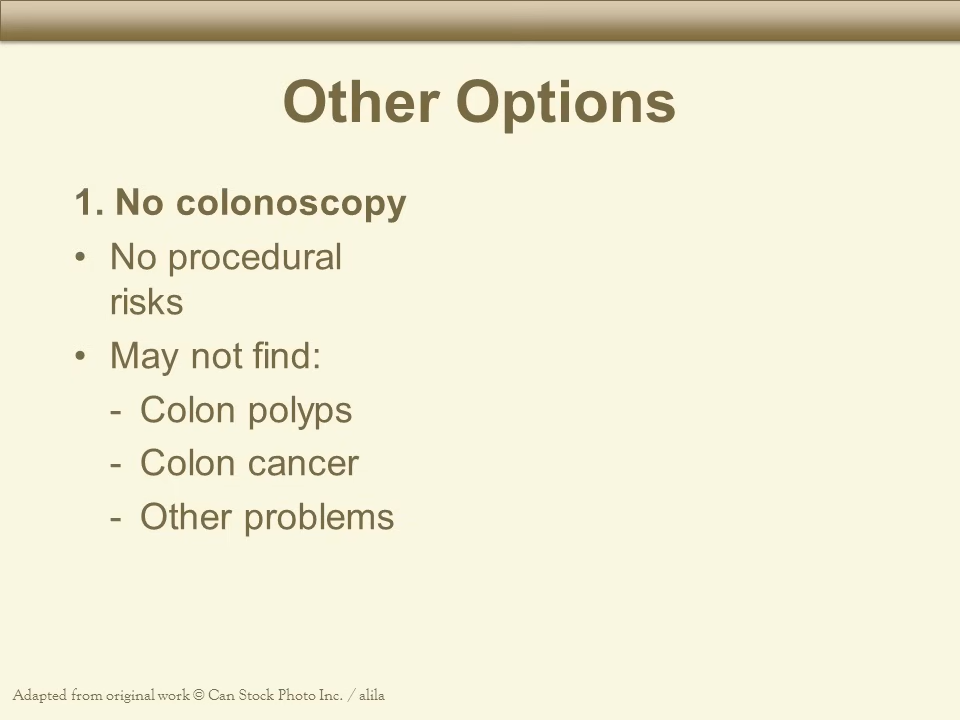 Other Options
1. No colonoscopy
• No procedural
risks
• May not find:
- Colon polyps
- Colon cancer
- Other problems
Adapted from original work © Can Stock Photo Inc. / alila